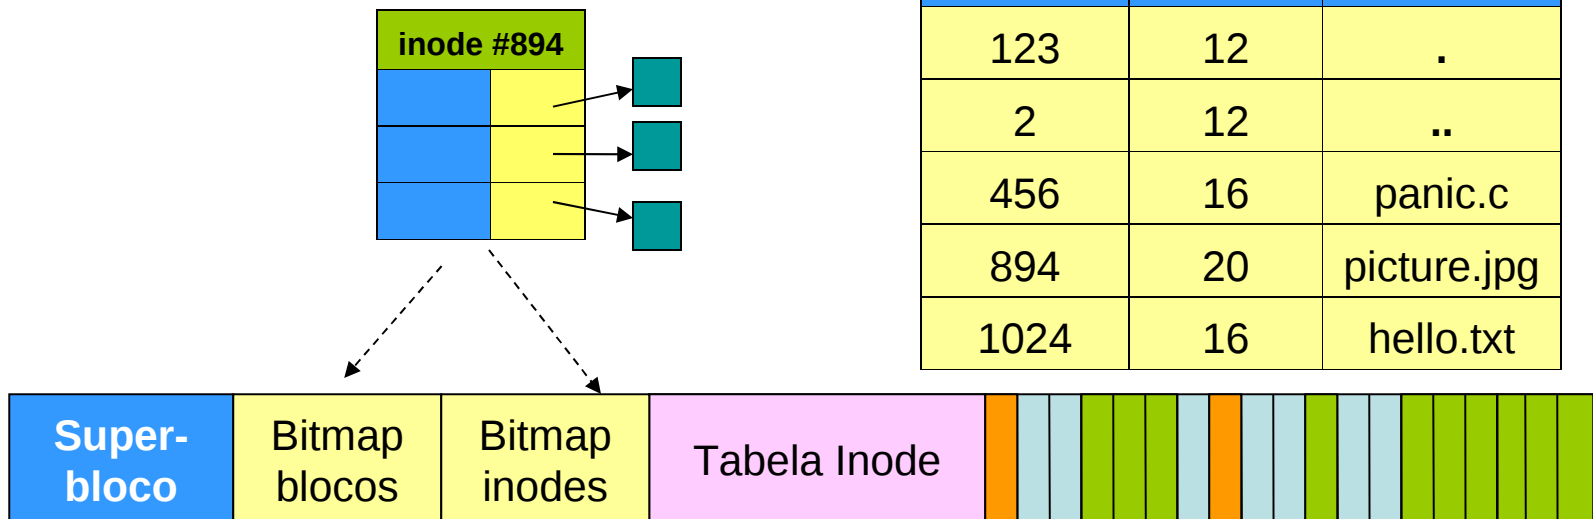 inode #894
123 12 .
2 12 ..
456 16 panic.c
894 20 picture.jpg
1024 16 hello.txt
Super-
bloco
Bitmap
blocos
Bitmap
inodes
Tabela Inode